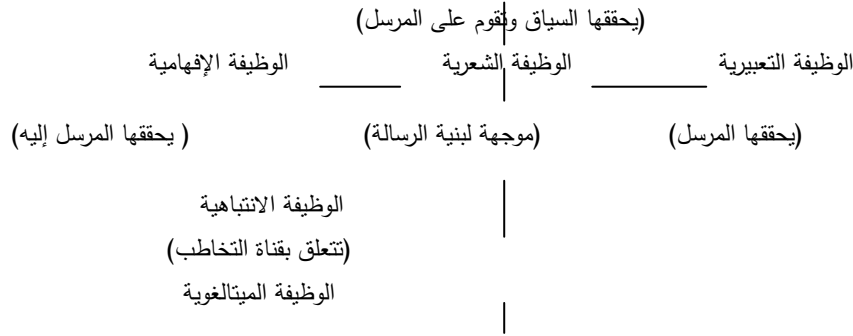 (يحققها السياق وتقوم على المرسل)
الوظيفة التعبيرية الوظيفة الشعرية الوظيفة الإفهامية
(يحققها المرسل) (موجهة لبنية الرسالة) ( يحققها المرسل إليه)
الوظيفة الانتباهية
(تتعلق بقناة التخاطب)
الوظيفة الميتالغوية